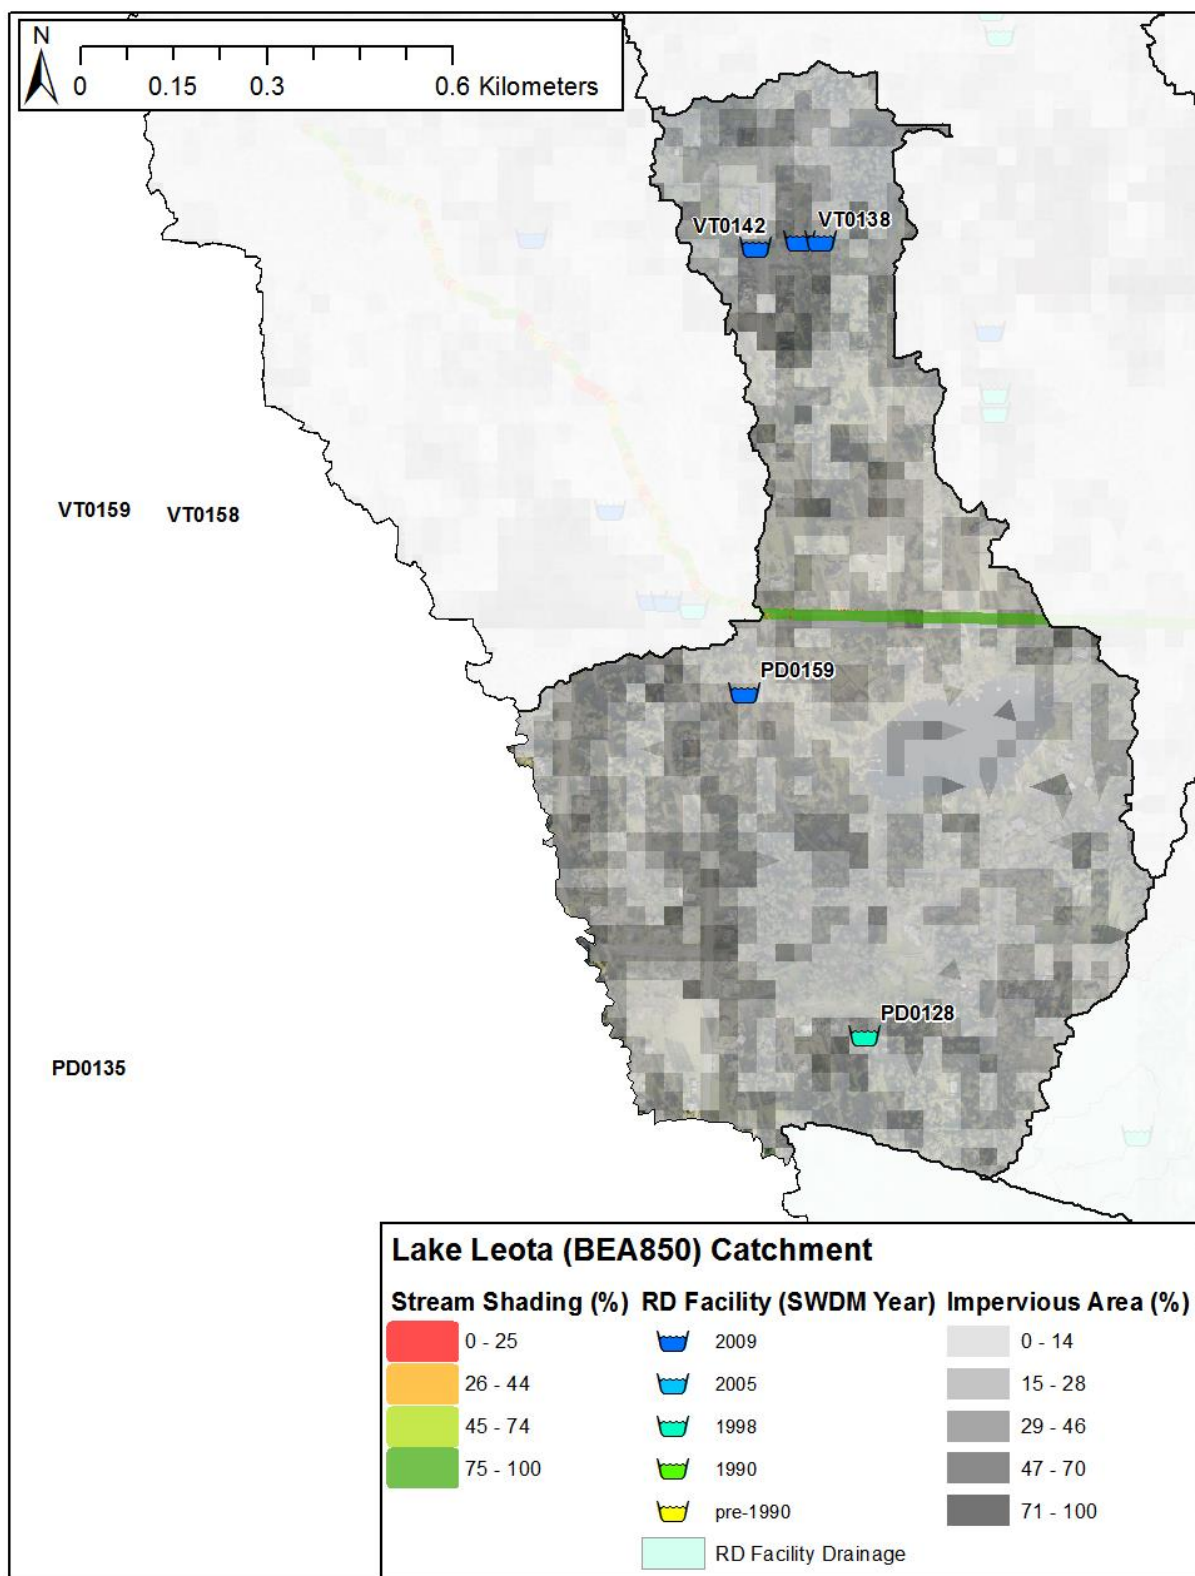 N
0 0.15 0.3 0.6 Kilometers
VT0142 VT0138
VT0159 VT0158
PD0159
PD0128
PD0135
Lake Leota (BEA850) Catchment
Stream Shading (%) RD Facility (SWDM Year) Impervious Area (%)
0 - 25 2009 0 - 14
26 - 44 2005 15 - 28
45 - 74 1998 29 - 46
75 - 100 1990 47 - 70
pre-1990 71 - 100
RD Facility Drainage